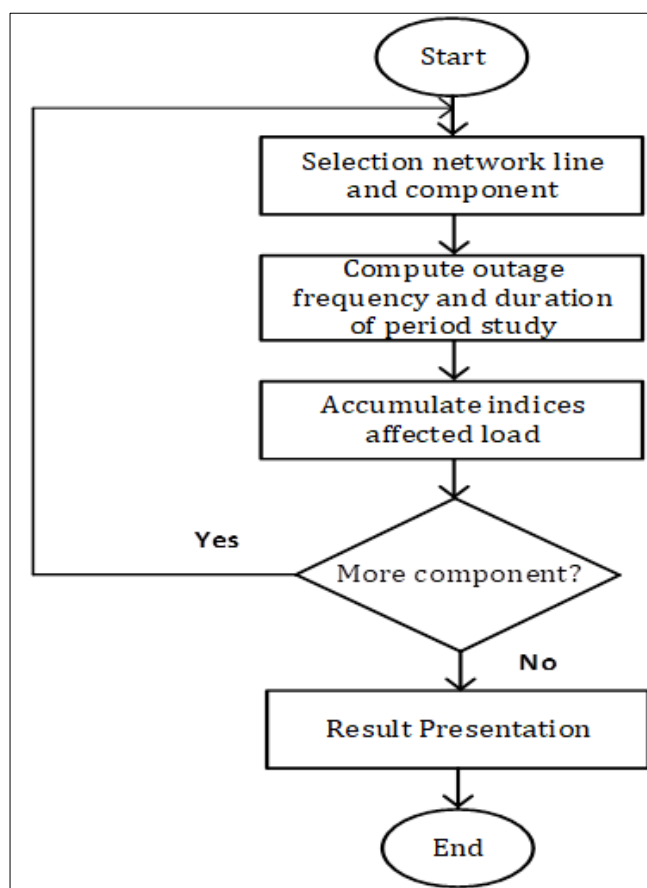 Start
Selection network line
and component
Compute outage
frequency and duration
of period study
Accumulate indices
affected load
Yes
More component?
No
Result Presentation
End